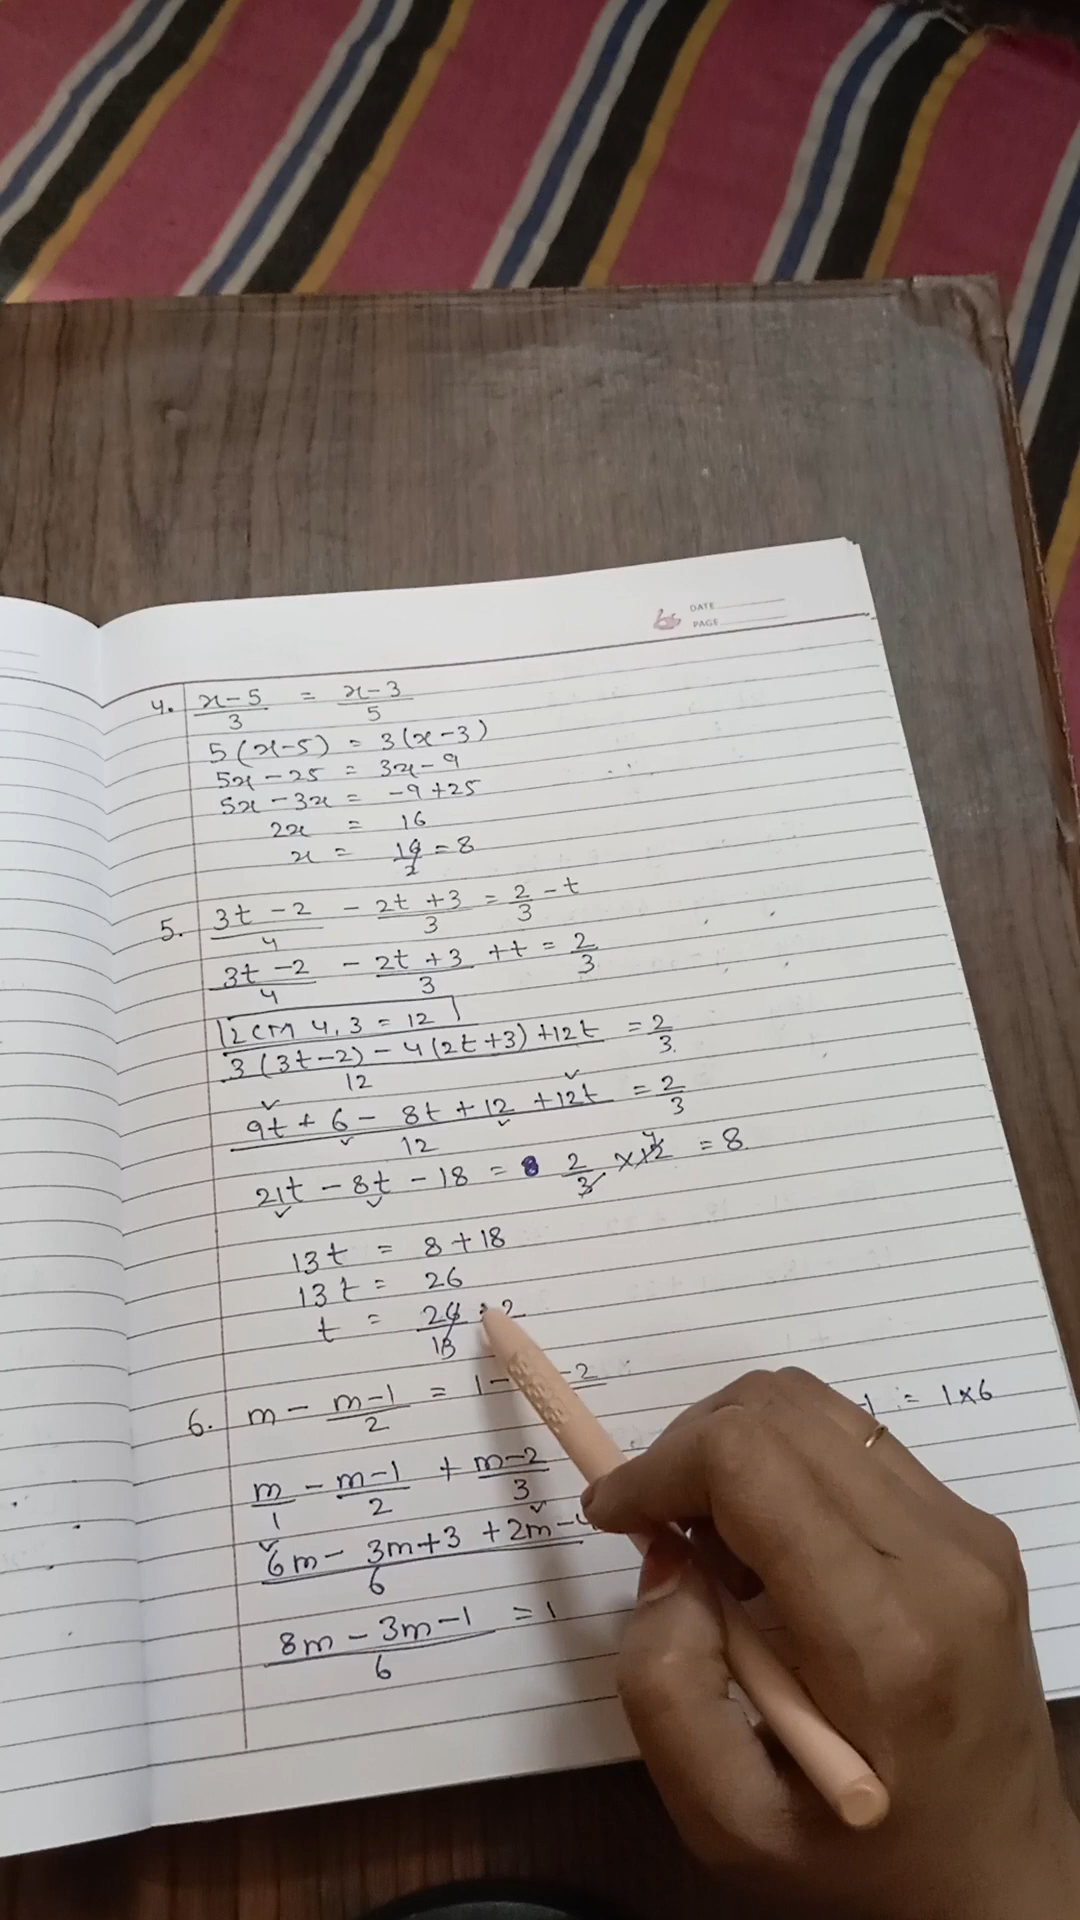 DATE
PAGE
4. x-5/3 = x-3/5
5(x-5) = 3(x-3)
5x - 25 = 3x - 9
5x - 3x = -9+25
2x = 16
x = 16/2 = 8
5. 3t - 2/4 - 2t + 3/3 = 2/3 - t
3t - 2/4 - 2t + 3/3 + t = 2/3
LCM 4, 3 = 12
3(3t-2) - 4(2t+3) + 12t/12 = 2/3
9t + 6 - 8t + 12 + 12t/12 = 2/3
21t - 8t - 18 = 2/3 × 12 4 = 8
13t = 8 + 18
13t = 26
t = 26/13 = 2
6. m - m-1/2 = 1 - -2
m/1 - m-1/2 + m-2/3
6m - 3m+3 + 2m - 4/6
8m - 3m - 1/6 = 1
-1 = 1×6